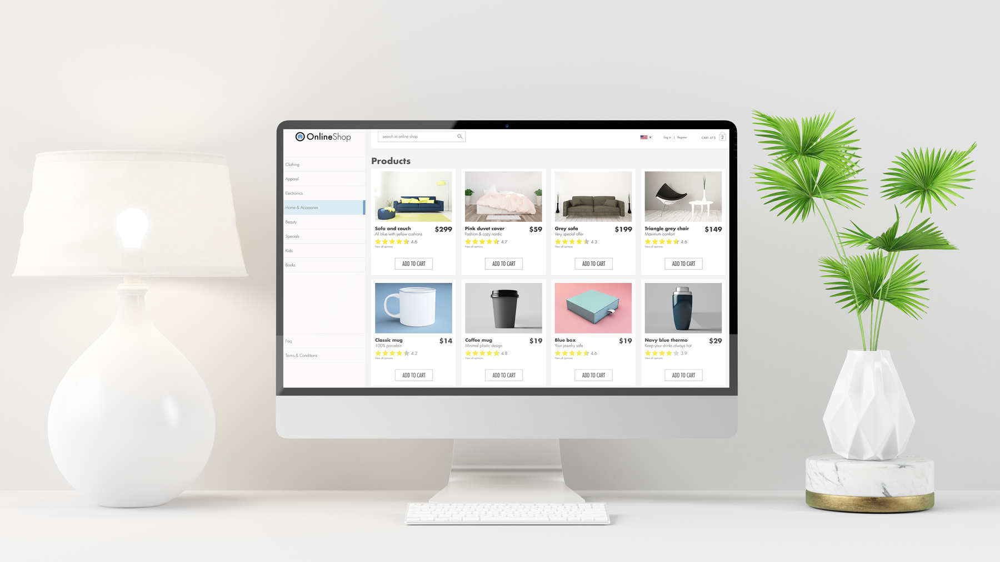 OnlineShop
search in online shop
Log in | Register
CART: 67 $
2
Clothing
Apparel
Electronics
Home & Accesories
Beauty
Specials
Kids
Books
Faq
Terms & Conditions
Products
Sofa and couch $299
All blue with yellow cushions
4.6
View all opinions
ADD TO CART
Pink duvet cover $59
Fashion & cozy nordic
4.7
View all opinions
ADD TO CART
Grey sofa $199
Very special offer
4.3
View all opinions
ADD TO CART
Triangle grey chair $149
Maximum comfort
4.6
View all opinions
ADD TO CART
Classic mug $14
100% porcelain
4.2
View all opinions
ADD TO CART
Coffee mug $19
Minimal plastic design
4.8
View all opinions
ADD TO CART
Blue box $19
Your jewelry safe
4.6
View all opinions
ADD TO CART
Navy blue thermo $29
Keep your drinks always hot
3.9
View all opinions
ADD TO CART